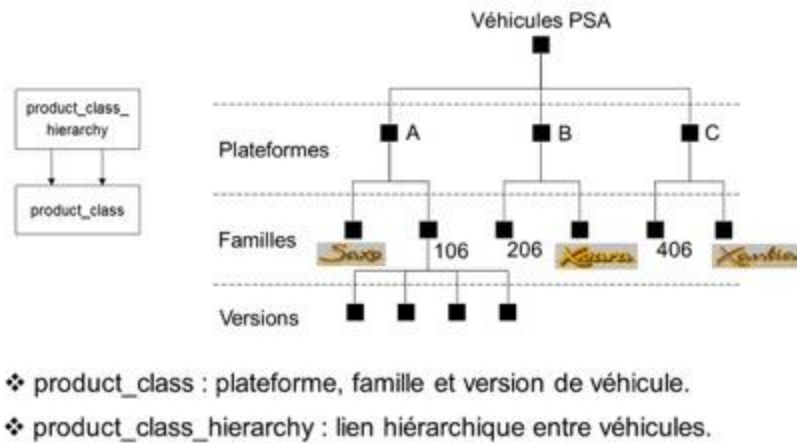 Véhicules PSA
product_class_
hierarchy
product_class
Plateformes
A
B
C
Familles
Saxo
106
206
Xsara
406
Xantia
Versions
❖ product_class : plateforme, famille et version de véhicule.
❖ product_class_hierarchy : lien hiérarchique entre véhicules.